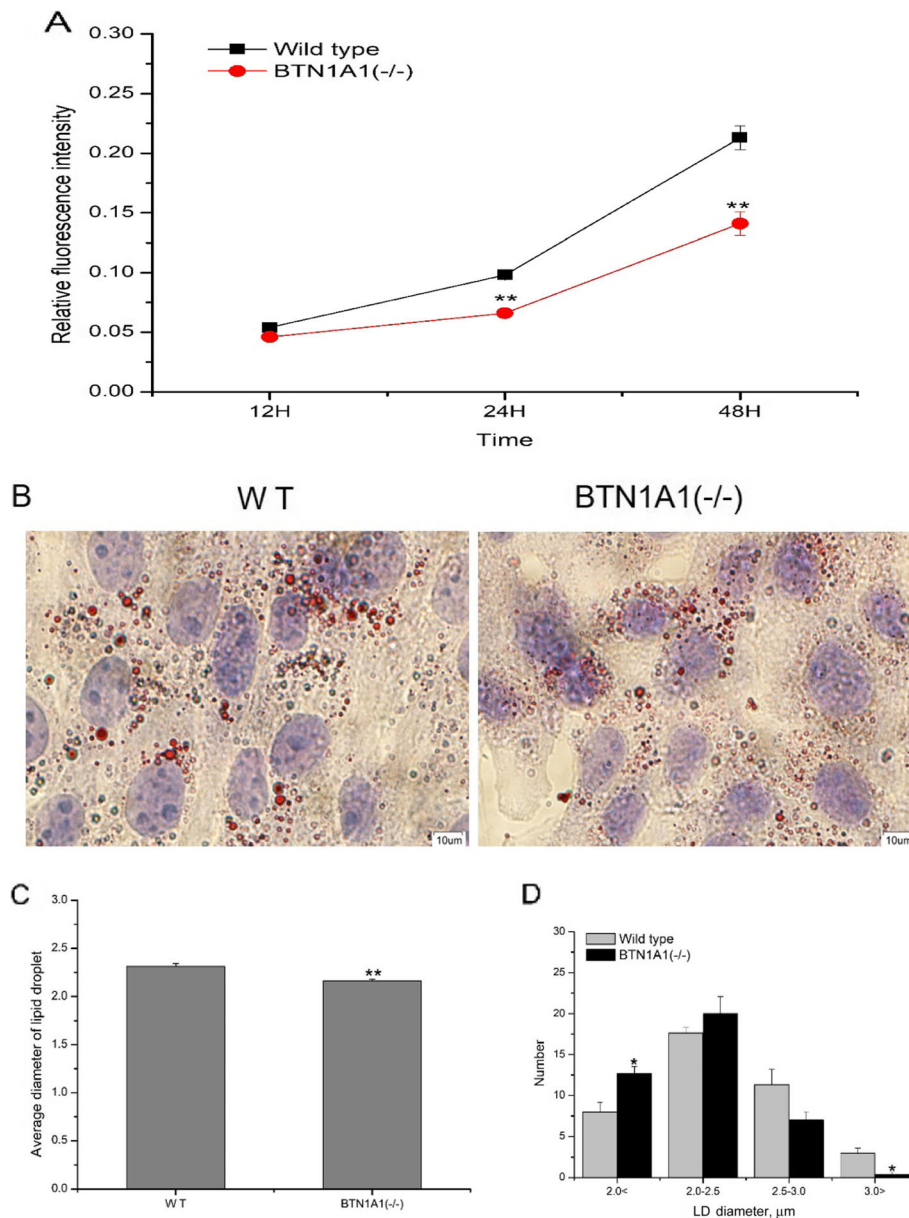 A
0.30
0.25
0.20
0.15
0.10
0.05
0.00
Relative fluorescence intensity
Wild type
BTN1A1(-/-)
**
**
12H 24H 48H
Time
B
W T BTN1A1(-/-)
10um 10um
C
3.0
2.5
2.0
1.5
1.0
0.5
0.0
Average diameter of lipid droplet
**
W T BTN1A1(-/-)
D
30
25
20
15
10
5
0
Number
Wild type
BTN1A1(-/-)
*
*
2.0< 2.0-2.5 2.5-3.0 3.0>
LD diameter, μm